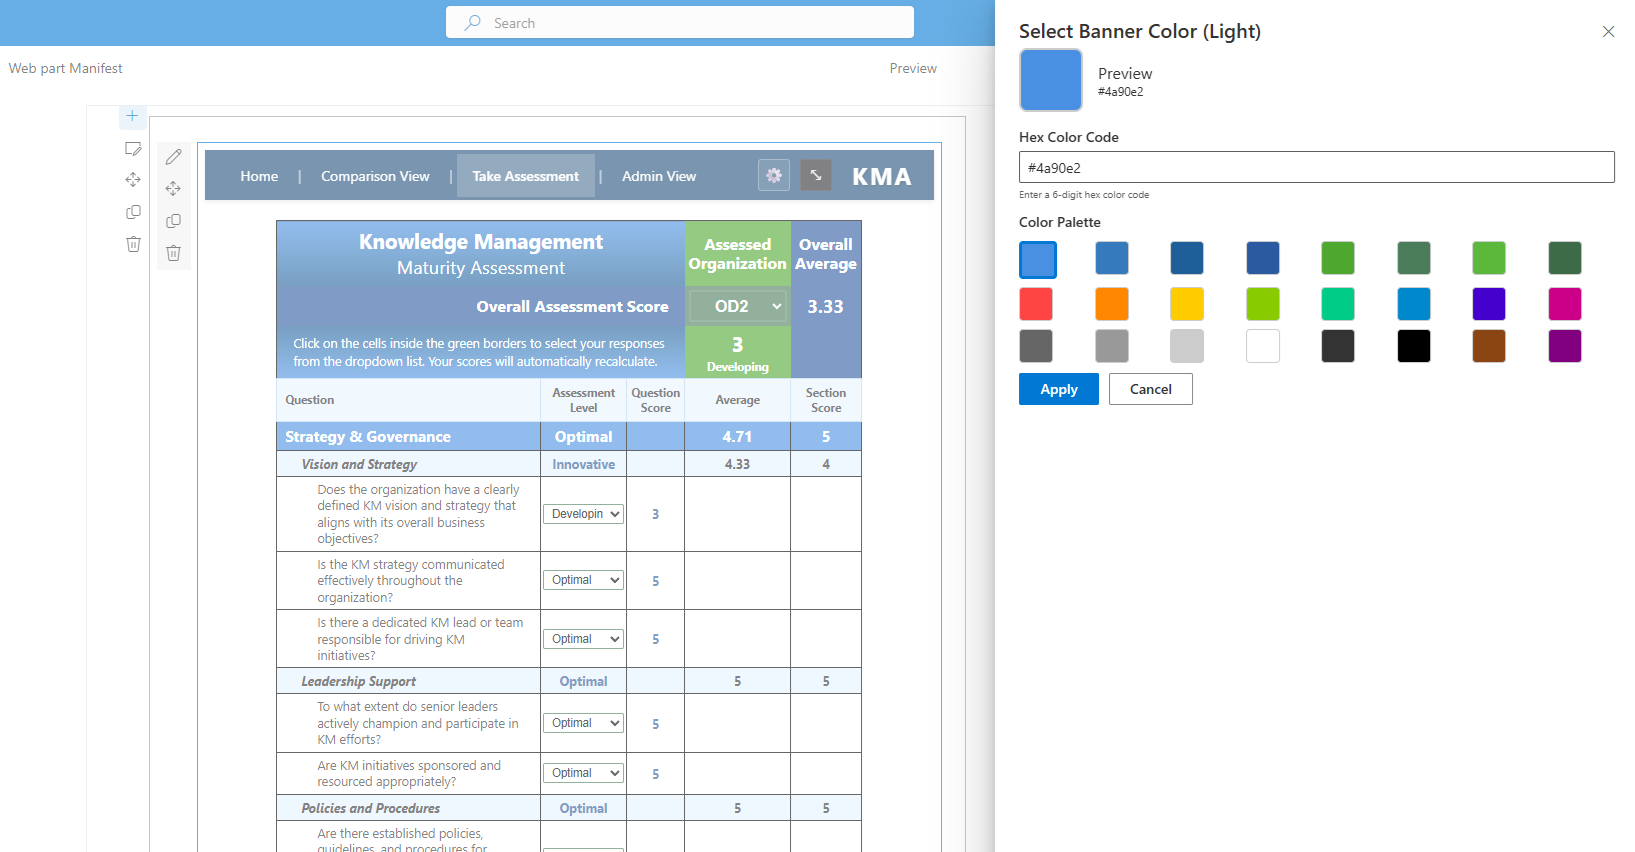 Search
Web part Manifest
Preview
Home | Comparison View | Take Assessment | Admin View
KMA
Knowledge Management
Maturity Assessment
Assessed
Organization
Overall
Average
Overall Assessment Score
OD2
3.33
Click on the cells inside the green borders to select your responses
from the dropdown list. Your scores will automatically recalculate.
3
Developing
Question
Assessment
Level
Question
Score
Average
Section
Score
Strategy & Governance Optimal 4.71 5
Vision and Strategy Innovative 4.33 4
Does the organization have a clearly
defined KM vision and strategy that
aligns with its overall business
objectives?
Developin 3
Is the KM strategy communicated
effectively throughout the
organization?
Optimal 5
Is there a dedicated KM lead or team
responsible for driving KM
initiatives?
Optimal 5
Leadership Support Optimal 5 5
To what extent do senior leaders
actively champion and participate in
KM efforts?
Optimal 5
Are KM initiatives sponsored and
resourced appropriately?
Optimal 5
Policies and Procedures Optimal 5 5
Are there established policies,
guidelines, and procedures for
Select Banner Color (Light)
Preview
#4a90e2
Hex Color Code
#4a90e2
Enter a 6-digit hex color code
Color Palette
Apply
Cancel